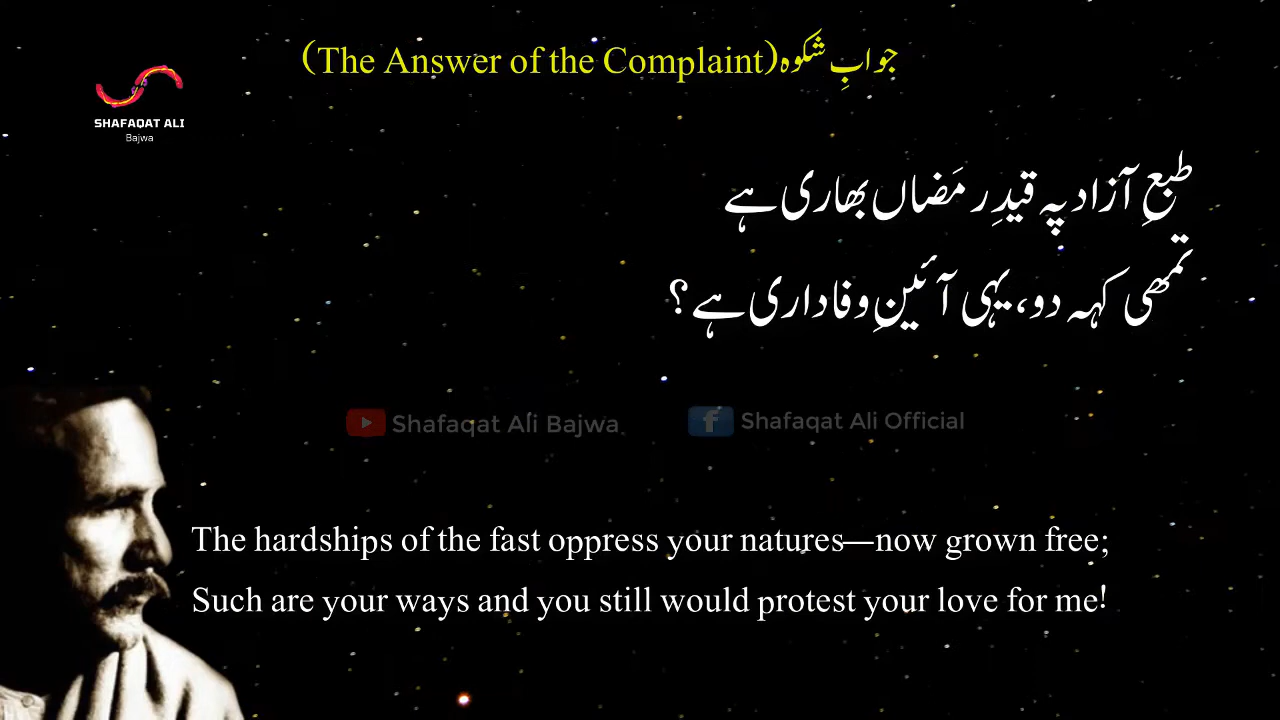 (The Answer of the Complaint)جوابِ شکوہ
SHAFAQAT ALI
Bajwa
طبعِ آزاد پہ قیدِ رمَضاں بھاری ہے
تمھی کہہ دو، یہی آئینِ وفاداری ہے؟
Shafaqat Ali Bajwa
Shafaqat Ali Official
The hardships of the fast oppress your natures—now grown free;
Such are your ways and you still would protest your love for me!